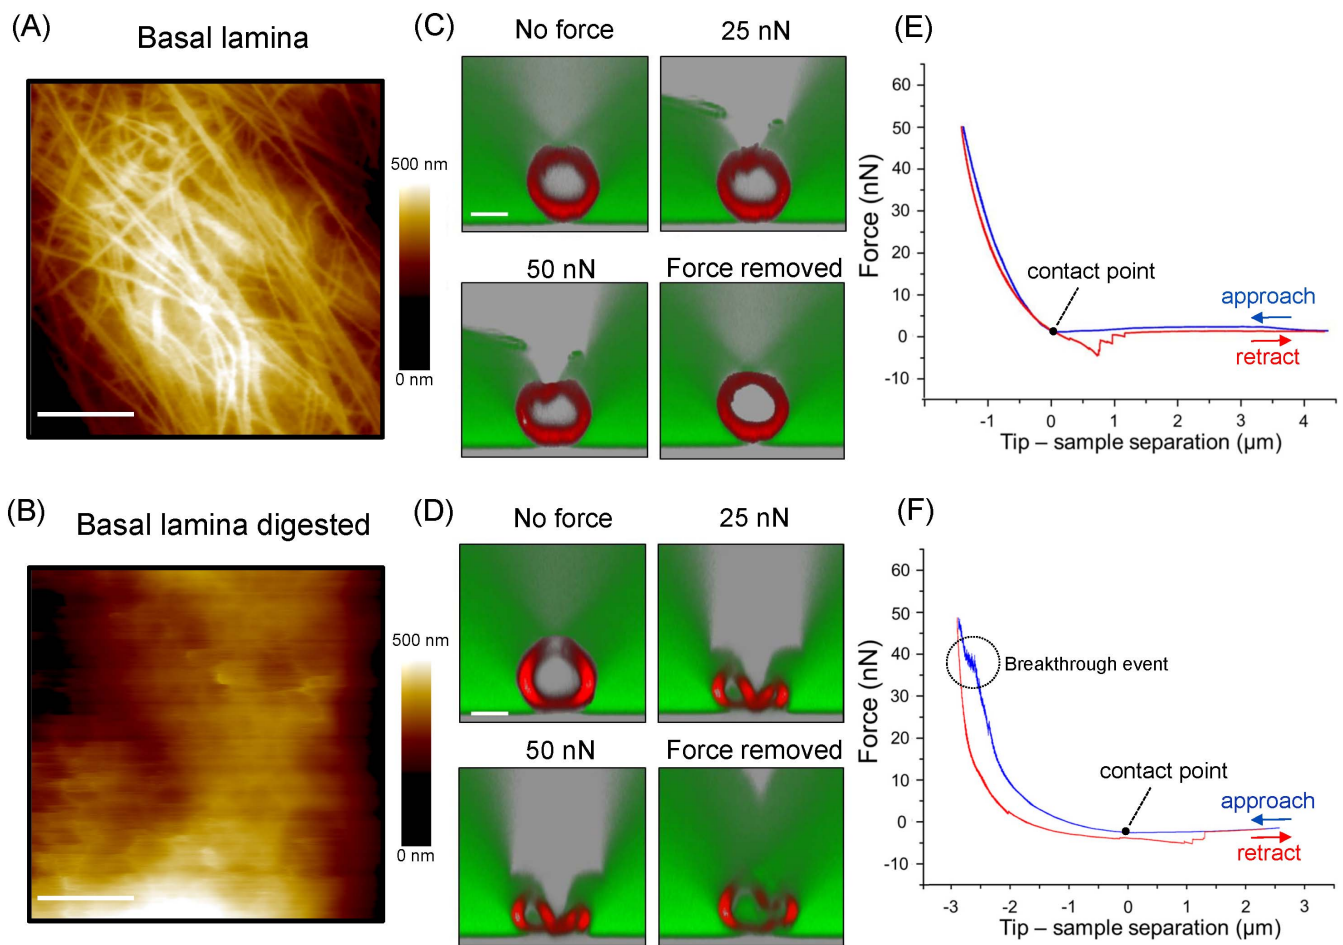 (A)
Basal lamina
500 nm
0 nm
(B)
Basal lamina digested
500 nm
0 nm
(C)
No force
25 nN
50 nN
Force removed
(D)
No force
25 nN
50 nN
Force removed
(E)
Force (nN)
60
50
40
30
20
10
0
-10
contact point
approach
retract
-1
0
1
2
3
4
Tip – sample separation (µm)
(F)
Force (nN)
60
50
40
30
20
10
0
-10
Breakthrough event
contact point
approach
retract
-3
-2
-1
0
1
2
3
Tip – sample separation (µm)